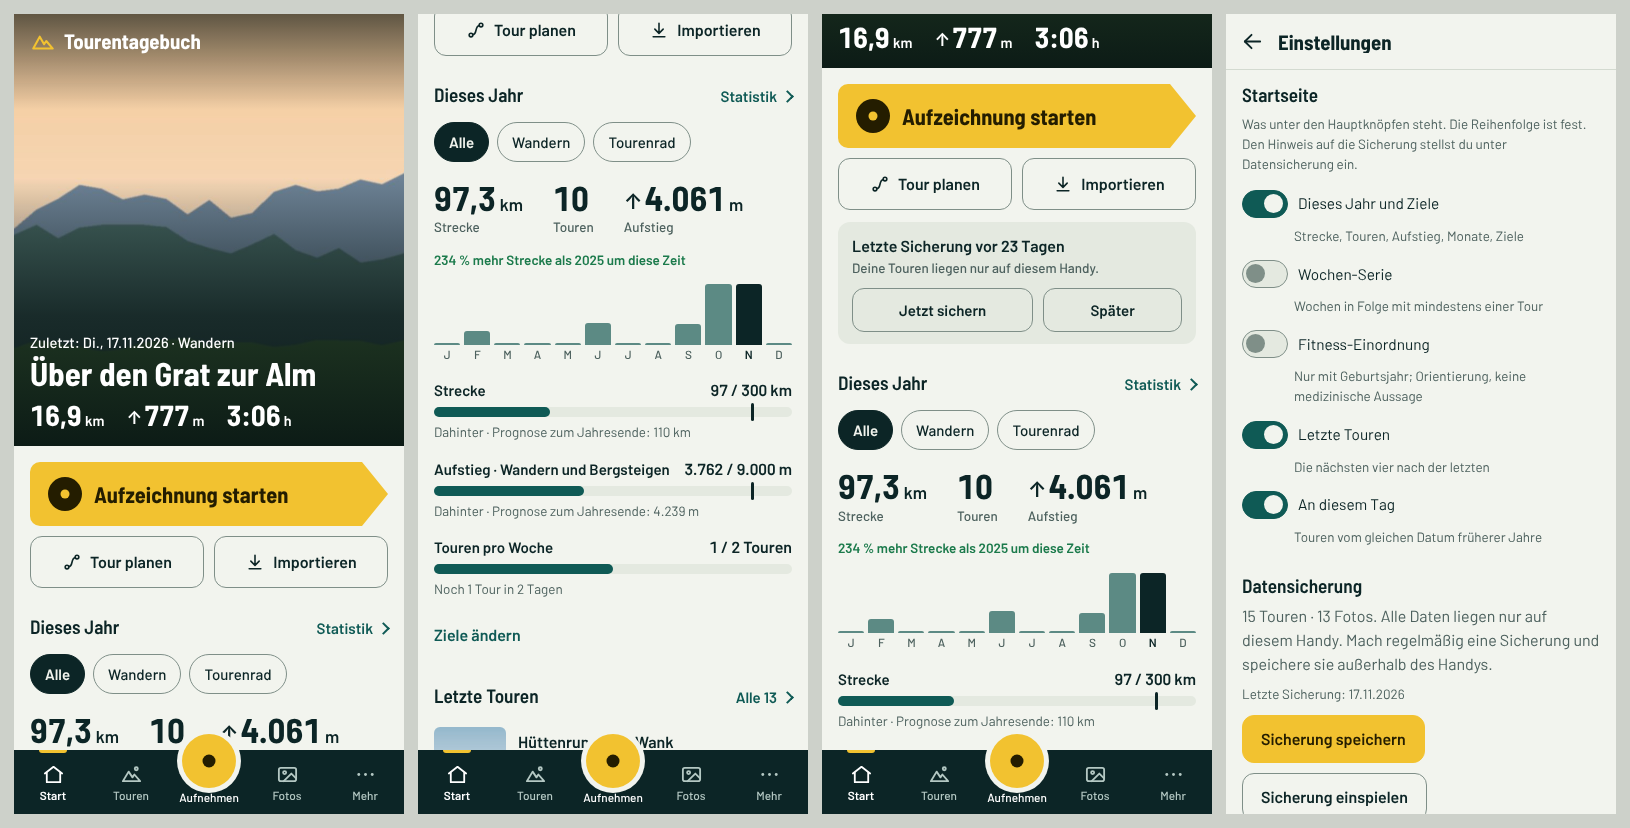 Tourentagebuch
Zuletzt: Di., 17.11.2026 · Wandern
Über den Grat zur Alm
16,9 km ↑777 m 3:06 h
Aufzeichnung starten
Tour planen
Importieren
Dieses Jahr
Statistik
Alle
Wandern
Tourenrad
97,3 km 10 ↑4.061 m
Start
Touren
Aufnehmen
Fotos
Mehr
Tour planen
Importieren
Dieses Jahr
Statistik
Alle
Wandern
Tourenrad
97,3 km 10 ↑4.061 m
Strecke Touren Aufstieg
234 % mehr Strecke als 2025 um diese Zeit
J F M A M J J A S O N D
Strecke 97 / 300 km
Dahinter · Prognose zum Jahresende: 110 km
Aufstieg · Wandern und Bergsteigen 3.762 / 9.000 m
Dahinter · Prognose zum Jahresende: 4.239 m
Touren pro Woche 1 / 2 Touren
Noch 1 Tour in 2 Tagen
Ziele ändern
Letzte Touren
Alle 13
Wank
Start
Touren
Aufnehmen
Fotos
Mehr
16,9 km ↑777 m 3:06 h
Aufzeichnung starten
Tour planen
Importieren
Letzte Sicherung vor 23 Tagen
Deine Touren liegen nur auf diesem Handy.
Jetzt sichern
Später
Dieses Jahr
Statistik
Alle
Wandern
Tourenrad
97,3 km 10 ↑4.061 m
Strecke Touren Aufstieg
234 % mehr Strecke als 2025 um diese Zeit
J F M A M J J A S O N D
Strecke 97 / 300 km
Dahinter · Prognose zum Jahresende: 110 km
Start
Touren
Aufnehmen
Fotos
Mehr
Einstellungen
Startseite
Was unter den Hauptknöpfen steht. Die Reihenfolge ist fest.
Den Hinweis auf die Sicherung stellst du unter
Datensicherung ein.
Dieses Jahr und Ziele
Strecke, Touren, Aufstieg, Monate, Ziele
Wochen-Serie
Wochen in Folge mit mindestens einer Tour
Fitness-Einordnung
Nur mit Geburtsjahr; Orientierung, keine
medizinische Aussage
Letzte Touren
Die nächsten vier nach der letzten
An diesem Tag
Touren vom gleichen Datum früherer Jahre
Datensicherung
15 Touren · 13 Fotos. Alle Daten liegen nur auf
diesem Handy. Mach regelmäßig eine Sicherung und
speichere sie außerhalb des Handys.
Letzte Sicherung: 17.11.2026
Sicherung speichern
Sicherung einspielen